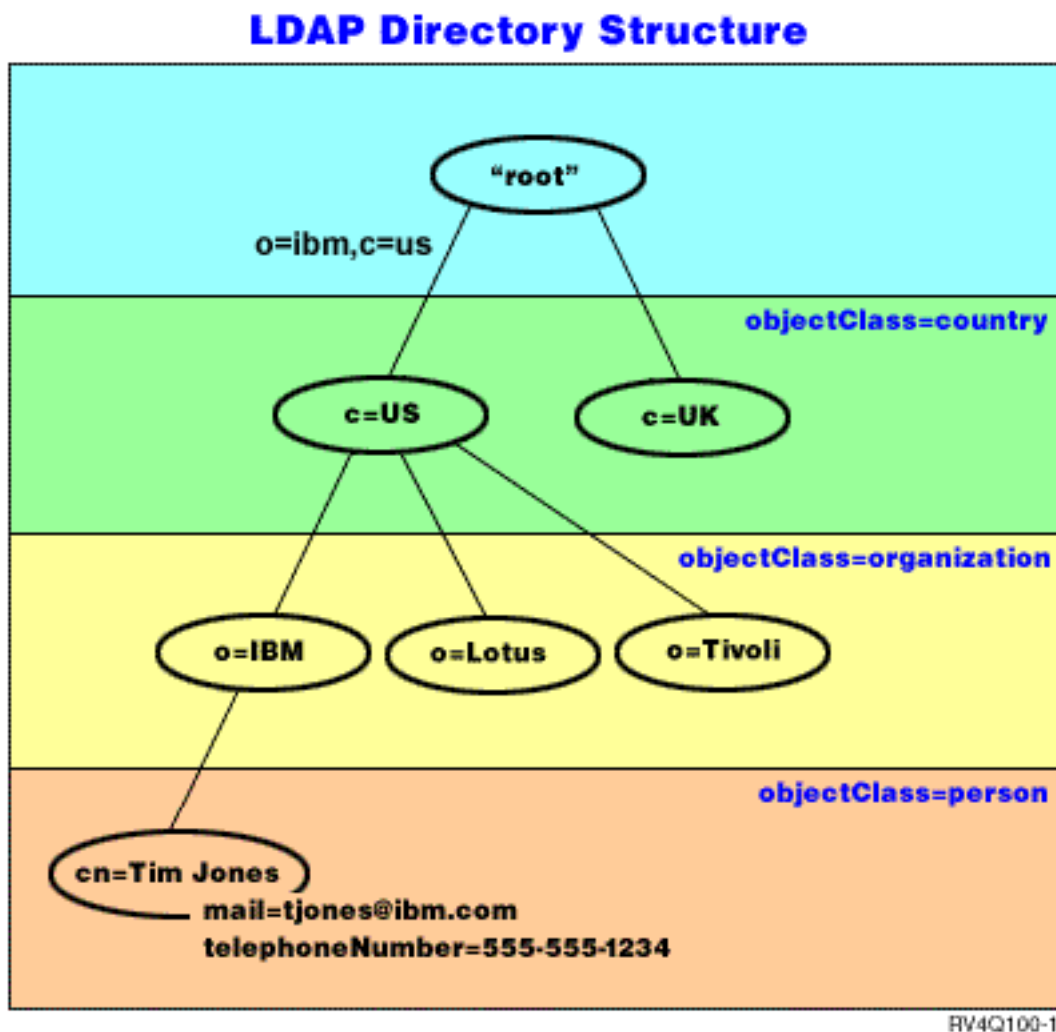 LDAP Directory Structure
“root”
o=ibm,c=us
objectClass=country
c=US
c=UK
objectClass=organization
o=IBM
o=Lotus
o=Tivoli
objectClass=person
cn=Tim Jones
mail=tjones@ibm.com
telephoneNumber=555-555-1234
RV4Q100-1